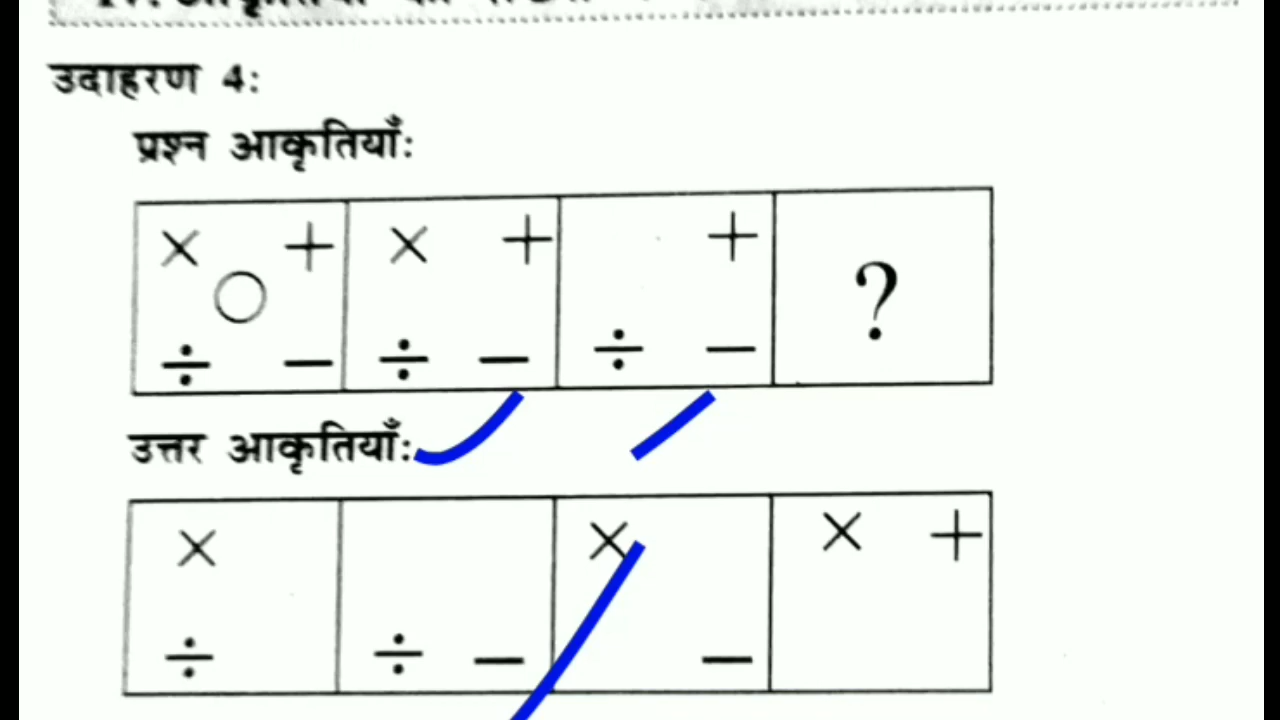 उदाहरण 4:
प्रश्न आकृतियाँ:
× + ○ ÷ − × + ÷ − + ÷ − ?
उत्तर आकृतियाँ:
× ÷ ÷ − × − × +